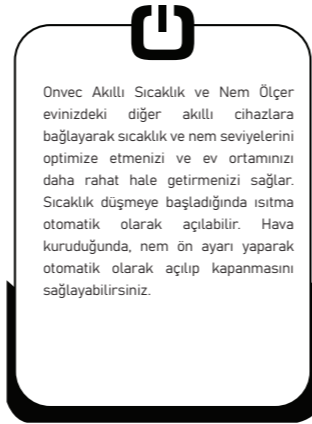 Onvec Akıllı Sıcaklık ve Nem Ölçer
evinizdeki diğer akıllı cihazlara
bağlayarak sıcaklık ve nem seviyelerini
optimize etmenizi ve ev ortamınızı
daha rahat hale getirmenizi sağlar.
Sıcaklık düşmeye başladığında ısıtma
otomatik olarak açılabilir. Hava
kuruduğunda, nem ön ayarı yaparak
otomatik olarak açılıp kapanmasını
sağlayabilirsiniz.